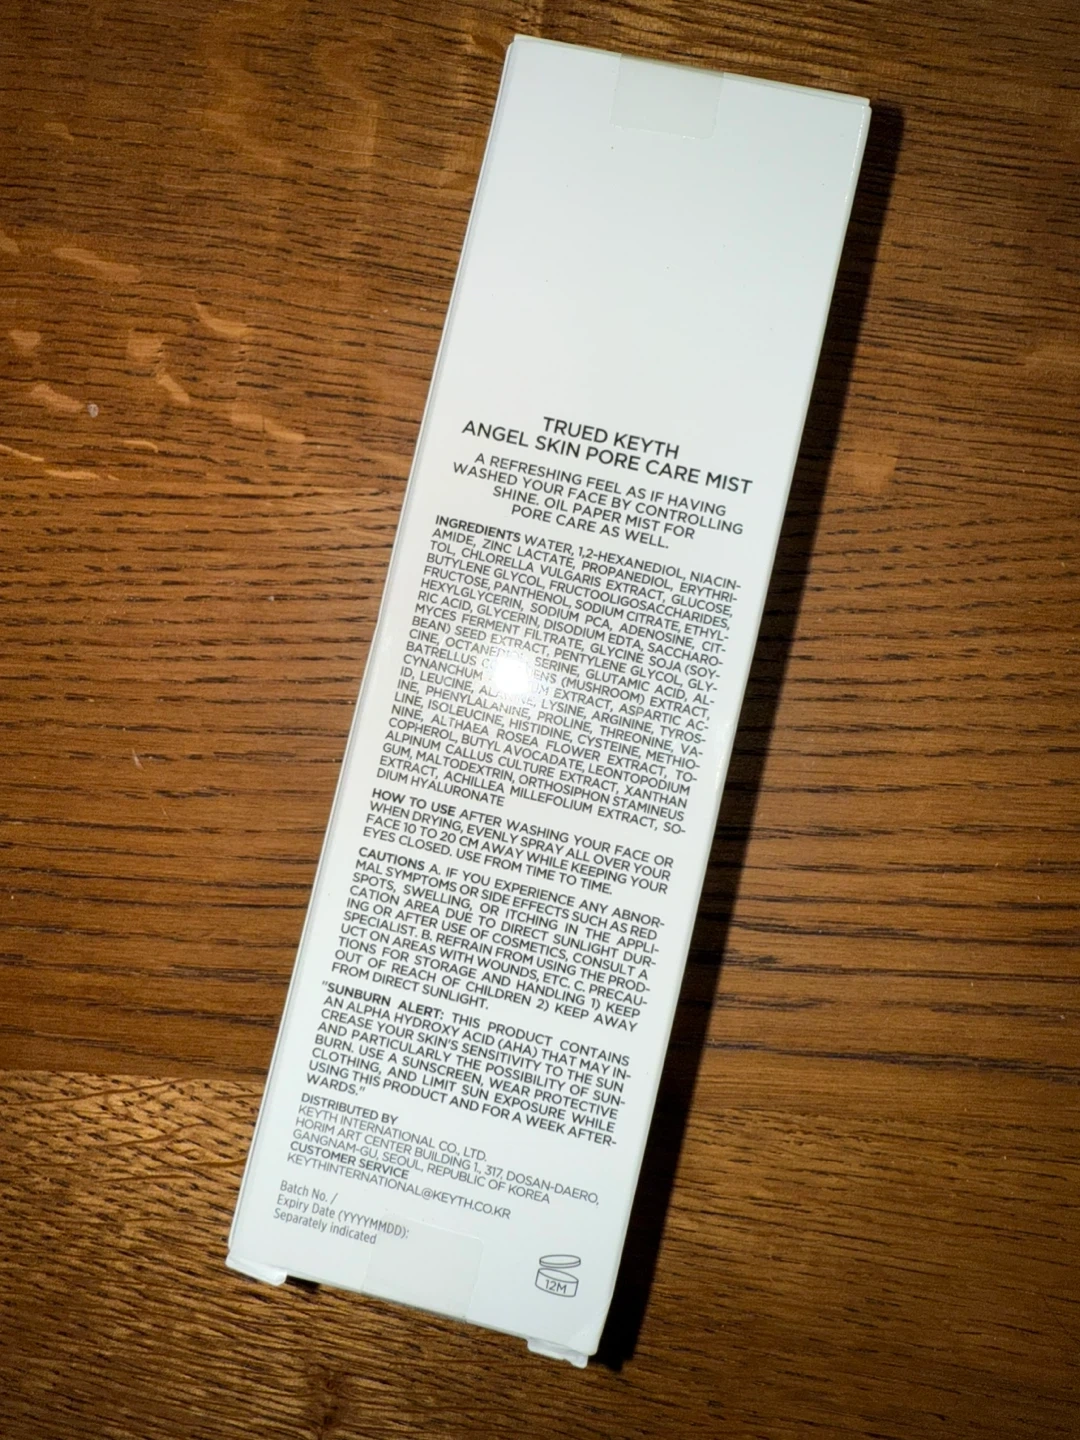 TRUED KEYTH
ANGEL SKIN PORE CARE MIST
A REFRESHING FEEL AS IF HAVING
WASHED YOUR FACE BY CONTROLLING
SHINE. OIL PAPER MIST FOR
PORE CARE AS WELL.
INGREDIENTS WATER, 1,2-HEXANEDIOL, NIACIN-
AMIDE, ZINC LACTATE, PROPANEDIOL, ERYTHRI-
TOL, CHLORELLA VULGARIS EXTRACT, GLUCOSE,
BUTYLENE GLYCOL, FRUCTOOLIGOSACCHARIDES,
FRUCTOSE, PANTHENOL, SODIUM CITRATE, ETHYL-
HEXYLGLYCERIN, SODIUM PCA, ADENOSINE, CIT-
RIC ACID, GLYCERIN, DISODIUM EDTA, SACCHARO-
MYCES FERMENT FILTRATE, GLYCINE SOJA (SOY-
BEAN) SEED EXTRACT, PENTYLENE GLYCOL, GLY-
CINE, SERINE, GLUTAMIC ACID, AL-
BATRELLUS (MUSHROOM) EXTRACT,
CYNANCHUM EXTRACT, ASPARTIC AC-
ID, LEUCINE, LYSINE, ARGININE, TYROS-
INE, PHENYLALANINE, PROLINE, THREONINE, VA-
LINE, ISOLEUCINE, HISTIDINE, CYSTEINE, METHIO-
NINE, ALTHAEA ROSEA FLOWER EXTRACT, TO-
COPHEROL, BUTYL AVOCADATE, LEONTOPODIUM
ALPINUM CALLUS CULTURE EXTRACT, XANTHAN
GUM, MALTODEXTRIN, ORTHOSIPHON STAMINEUS
EXTRACT, ACHILLEA MILLEFOLIUM EXTRACT, SO-
DIUM HYALURONATE
HOW TO USE AFTER WASHING YOUR FACE OR
WHEN DRYING, EVENLY SPRAY ALL OVER YOUR
FACE 10 TO 20 CM AWAY WHILE KEEPING YOUR
EYES CLOSED. USE FROM TIME TO TIME.
CAUTIONS A. IF YOU EXPERIENCE ANY ABNOR-
MAL SYMPTOMS OR SIDE EFFECTS SUCH AS RED
SPOTS, SWELLING, OR ITCHING IN THE APPLI-
CATION AREA DUE TO DIRECT SUNLIGHT DUR-
ING OR AFTER USE OF COSMETICS, CONSULT A
SPECIALIST. B. REFRAIN FROM USING THE PROD-
UCT ON AREAS WITH WOUNDS, ETC. C. PRECAU-
TIONS FOR STORAGE AND HANDLING 1) KEEP
OUT OF REACH OF CHILDREN 2) KEEP AWAY
FROM DIRECT SUNLIGHT.
"SUNBURN ALERT: THIS PRODUCT CONTAINS
AN ALPHA HYDROXY ACID (AHA) THAT MAY IN-
CREASE YOUR SKIN'S SENSITIVITY TO THE SUN
AND PARTICULARLY THE POSSIBILITY OF SUN-
BURN. USE A SUNSCREEN, WEAR PROTECTIVE
CLOTHING, AND LIMIT SUN EXPOSURE WHILE
USING THIS PRODUCT AND FOR A WEEK AFTER-
WARDS."
DISTRIBUTED BY
KEYTH INTERNATIONAL CO., LTD.
HORIM ART CENTER BUILDING 1., 317, DOSAN-DAERO,
GANGNAM-GU, SEOUL, REPUBLIC OF KOREA
CUSTOMER SERVICE
KEYTHINTERNATIONAL@KEYTH.CO.KR
Batch No. /
Expiry Date (YYYYMMDD):
Separately indicated
12M